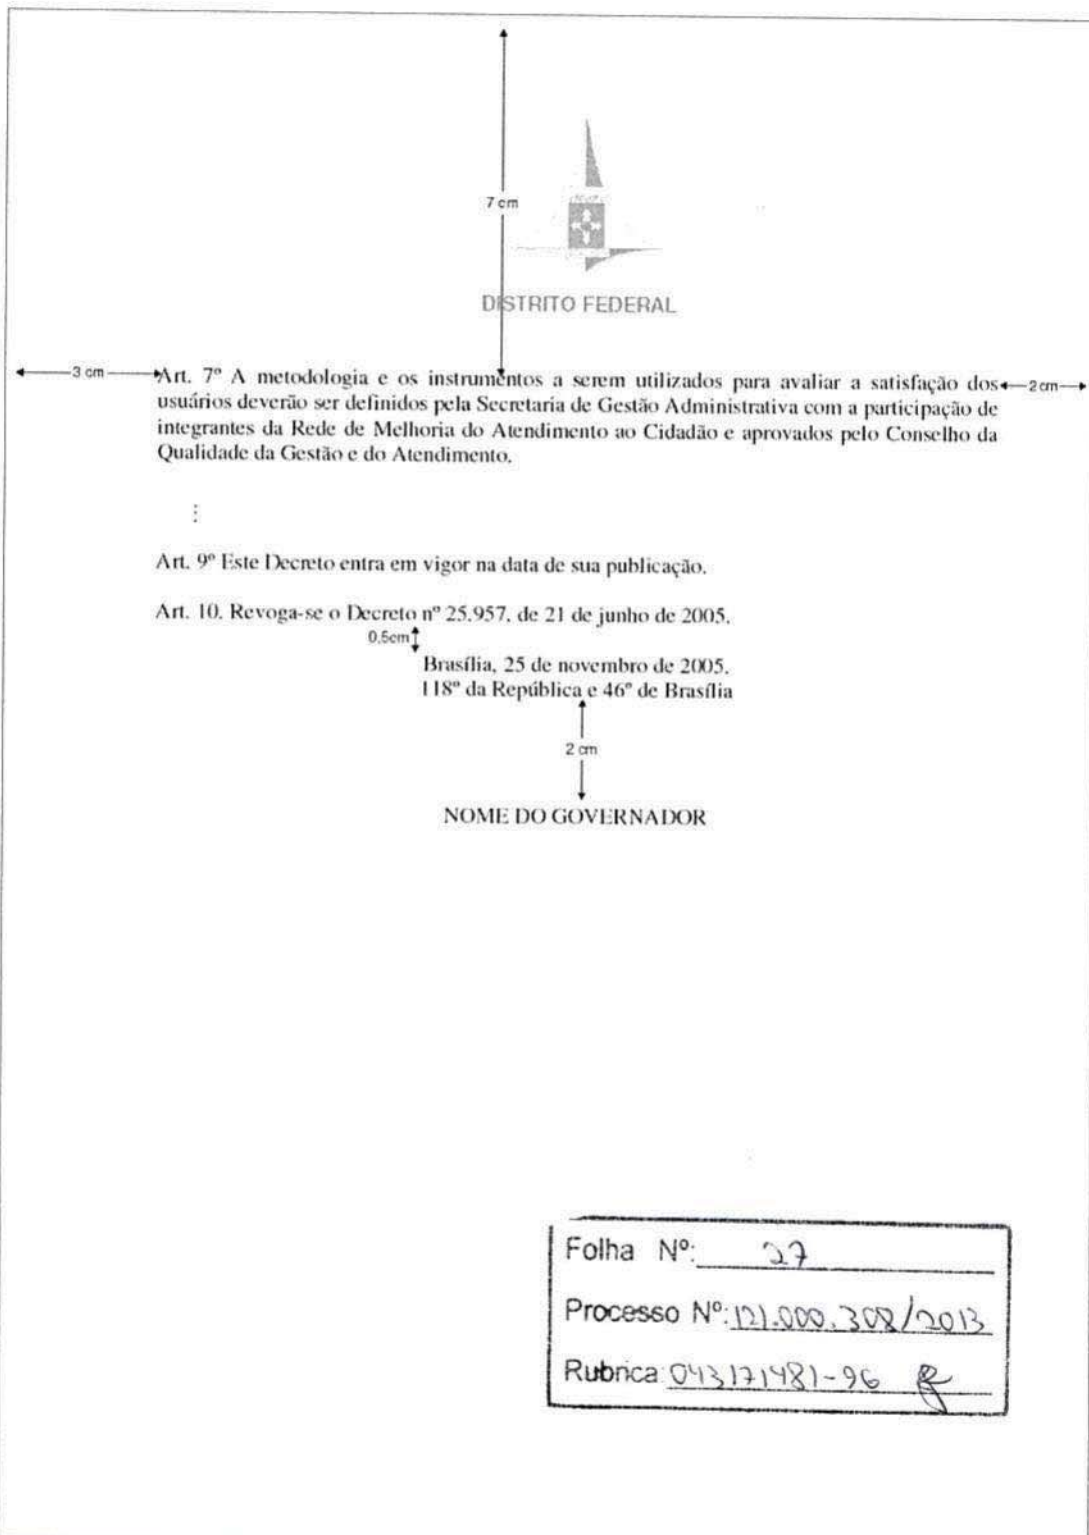 7 cm
DISTRITO FEDERAL
3 cm
Art. 7º A metodologia e os instrumentos a serem utilizados para avaliar a satisfação dos
2 cm
usuários deverão ser definidos pela Secretaria de Gestão Administrativa com a participação de
integrantes da Rede de Melhoria do Atendimento ao Cidadão e aprovados pelo Conselho da
Qualidade da Gestão e do Atendimento.
⋮
Art. 9º Este Decreto entra em vigor na data de sua publicação.
Art. 10. Revoga-se o Decreto nº 25.957, de 21 de junho de 2005.
0,5cm
Brasília, 25 de novembro de 2005.
118º da República e 46º de Brasília
2 cm
NOME DO GOVERNADOR
Folha Nº: 27
Processo Nº: 121.000.308/2013
Rubrica: 043171481-96